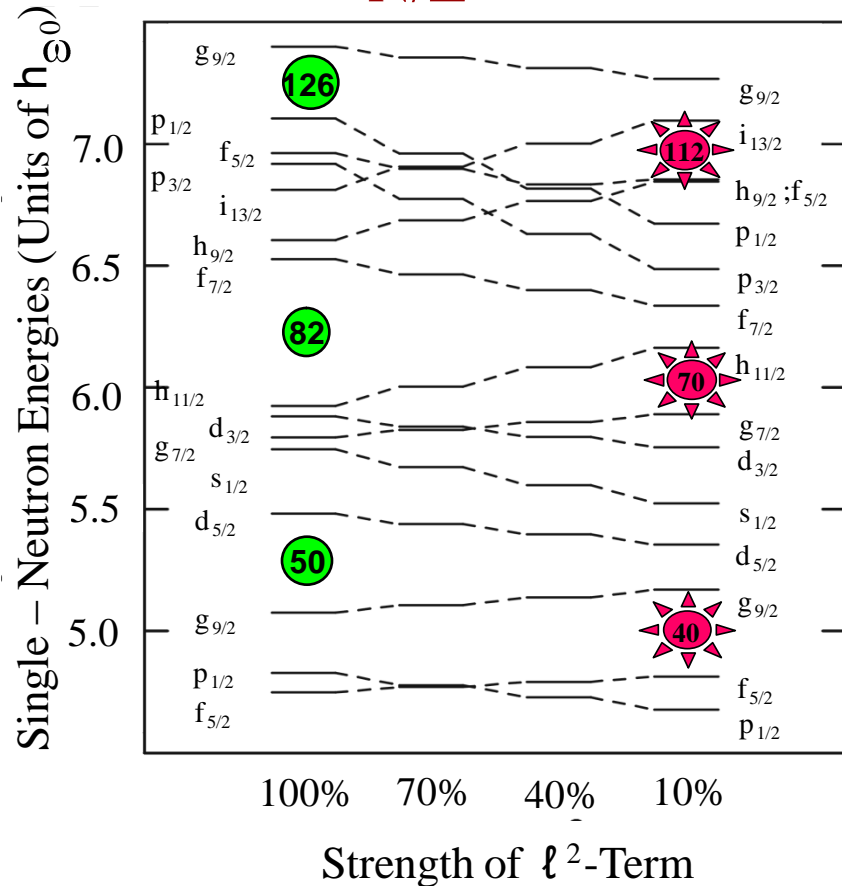 Single – Neutron Energies (Units of hω0)
7.0
6.5
6.0
5.5
5.0
g9/2
126
p1/2
f5/2
p3/2
i13/2
h9/2
f7/2
82
h11/2
d3/2
g7/2
s1/2
d5/2
50
g9/2
p1/2
f5/2
g9/2
112
i13/2
h9/2 ;f5/2
p1/2
p3/2
f7/2
h11/2
70
g7/2
d3/2
s1/2
d5/2
g9/2
40
f5/2
p1/2
100% 70% 40% 10%
Strength of ℓ²-Term